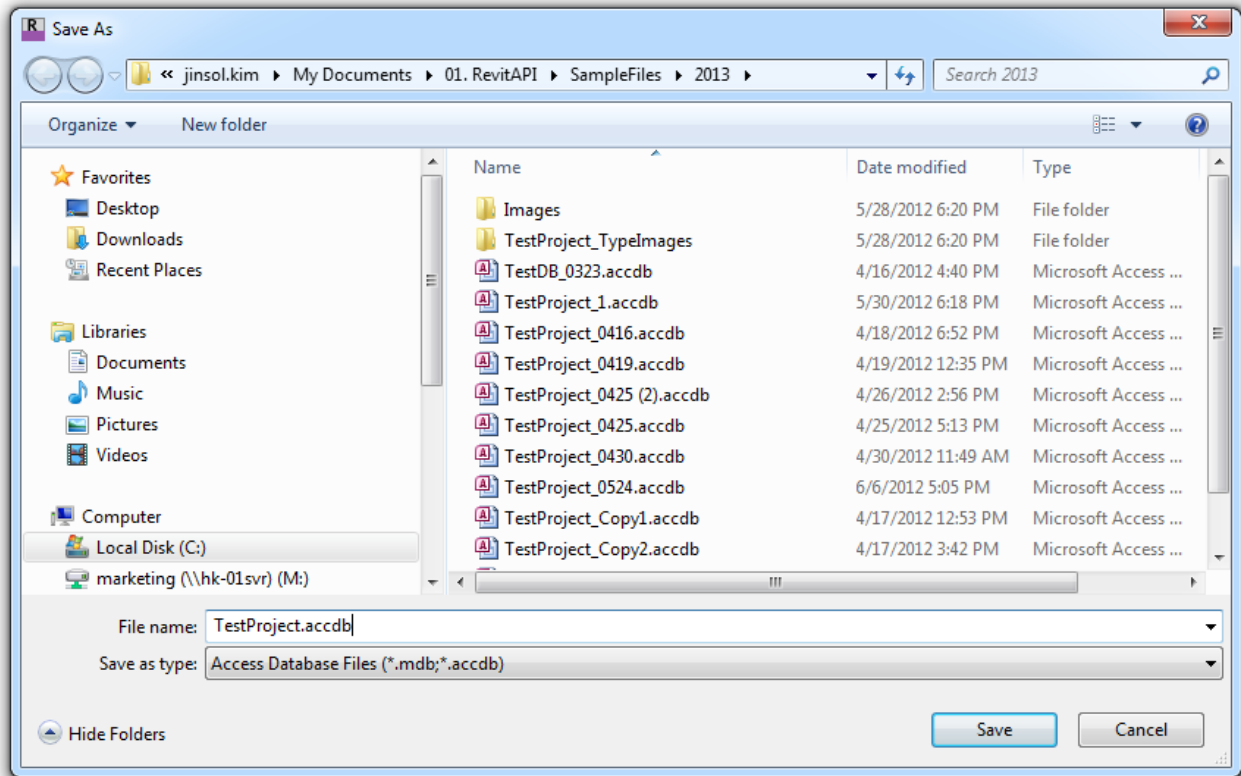 R Save As
« jinsol.kim ▸ My Documents ▸ 01. RevitAPI ▸ SampleFiles ▸ 2013 ▸ Search 2013
Organize New folder
Favorites
Desktop
Downloads
Recent Places
Libraries
Documents
Music
Pictures
Videos
Computer
Local Disk (C:)
marketing (\\hk-01svr) (M:)
Name Date modified Type
Images 5/28/2012 6:20 PM File folder
TestProject_TypeImages 5/28/2012 6:20 PM File folder
TestDB_0323.accdb 4/16/2012 4:40 PM Microsoft Access ...
TestProject_1.accdb 5/30/2012 6:18 PM Microsoft Access ...
TestProject_0416.accdb 4/18/2012 6:52 PM Microsoft Access ...
TestProject_0419.accdb 4/19/2012 12:35 PM Microsoft Access ...
TestProject_0425 (2).accdb 4/26/2012 2:56 PM Microsoft Access ...
TestProject_0425.accdb 4/25/2012 5:13 PM Microsoft Access ...
TestProject_0430.accdb 4/30/2012 11:49 AM Microsoft Access ...
TestProject_0524.accdb 6/6/2012 5:05 PM Microsoft Access ...
TestProject_Copy1.accdb 4/17/2012 12:53 PM Microsoft Access ...
TestProject_Copy2.accdb 4/17/2012 3:42 PM Microsoft Access ...
File name: TestProject.accdb
Save as type: Access Database Files (*.mdb;*.accdb)
Hide Folders Save Cancel